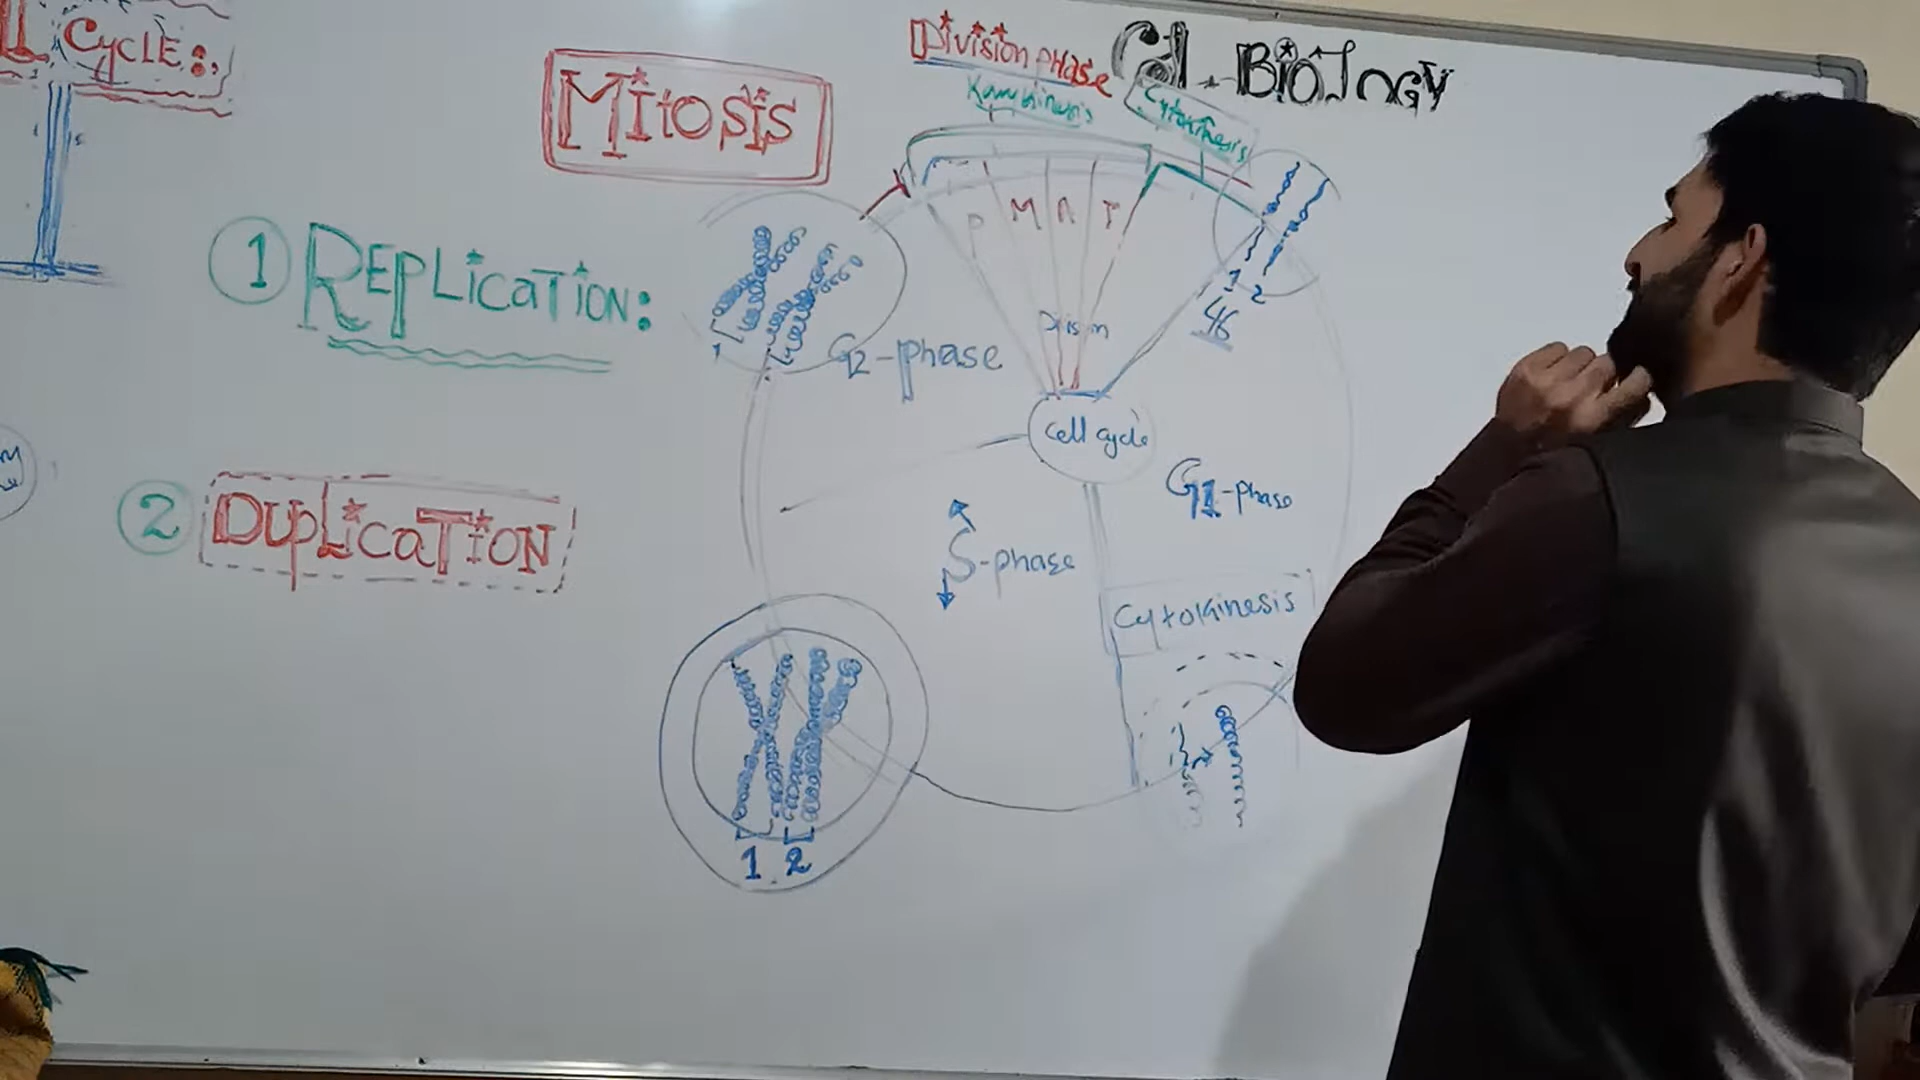 CYCLE:,
MITOSIS
Division PHASE
Cell - BioloGY
Karyokinesis
Cytokinesis
P M A T
1 REPLiCATiON:
1 2
46
Division
G2-phase
Cell cycle
G1-phase
2 DUPLiCATiON
S-phase
Cytokinesis
1 2